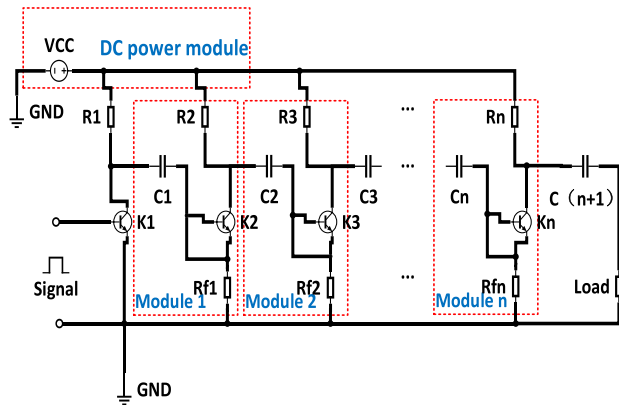 VCC
DC power module
GND
R1
R2
R3
...
Rn
C1
C2
C3
...
Cn
C（n+1）
K1
K2
K3
Kn
Signal
Rf1
Rf2
...
Rfn
Load
Module 1
Module 2
Module n
GND